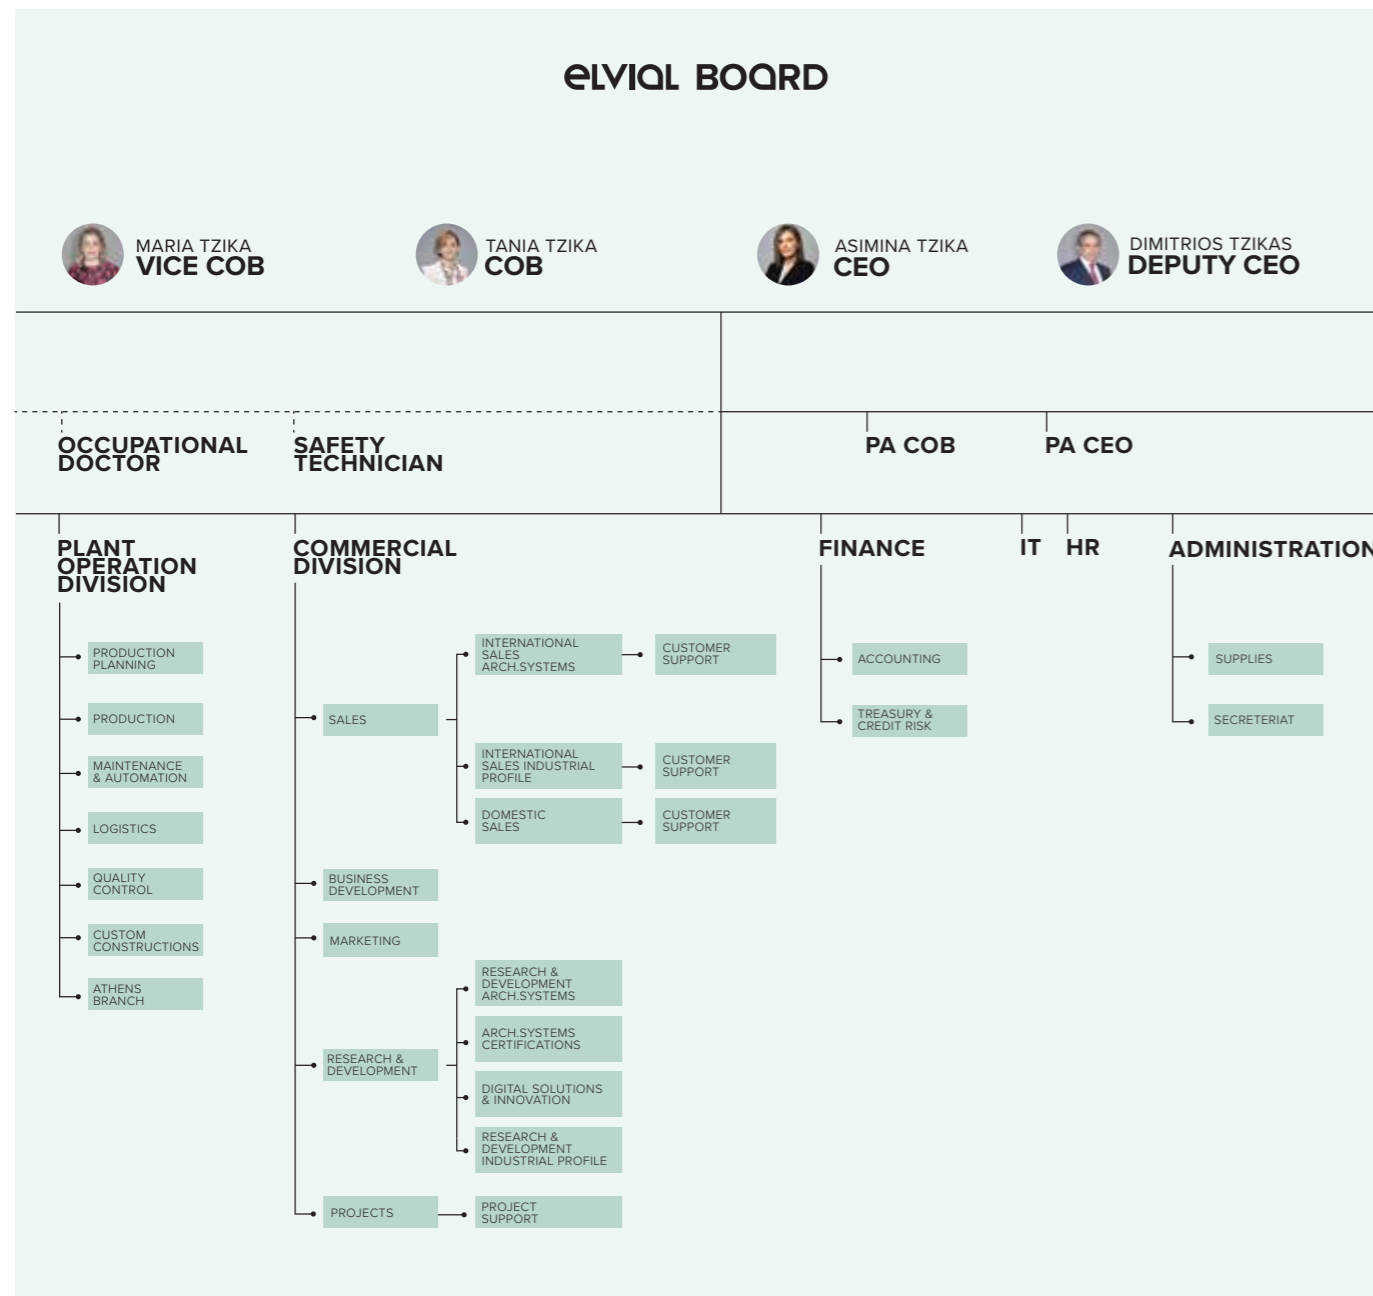 ELVIAL BOARD
MARIA TZIKA
VICE COB
TANIA TZIKA
COB
ASIMINA TZIKA
CEO
DIMITRIOS TZIKAS
DEPUTY CEO
OCCUPATIONAL
DOCTOR
SAFETY
TECHNICIAN
PA COB
PA CEO
PLANT
OPERATION
DIVISION
COMMERCIAL
DIVISION
FINANCE
IT
HR
ADMINISTRATION
PRODUCTION
PLANNING
PRODUCTION
MAINTENANCE
& AUTOMATION
LOGISTICS
QUALITY
CONTROL
CUSTOM
CONSTRUCTIONS
ATHENS
BRANCH
SALES
INTERNATIONAL
SALES
ARCH.SYSTEMS
CUSTOMER
SUPPORT
INTERNATIONAL
SALES INDUSTRIAL
PROFILE
CUSTOMER
SUPPORT
DOMESTIC
SALES
CUSTOMER
SUPPORT
BUSINESS
DEVELOPMENT
MARKETING
RESEARCH &
DEVELOPMENT
RESEARCH &
DEVELOPMENT
ARCH.SYSTEMS
ARCH.SYSTEMS
CERTIFICATIONS
DIGITAL SOLUTIONS
& INNOVATION
RESEARCH &
DEVELOPMENT
INDUSTRIAL PROFILE
PROJECTS
PROJECT
SUPPORT
ACCOUNTING
TREASURY &
CREDIT RISK
SUPPLIES
SECRETERIAT